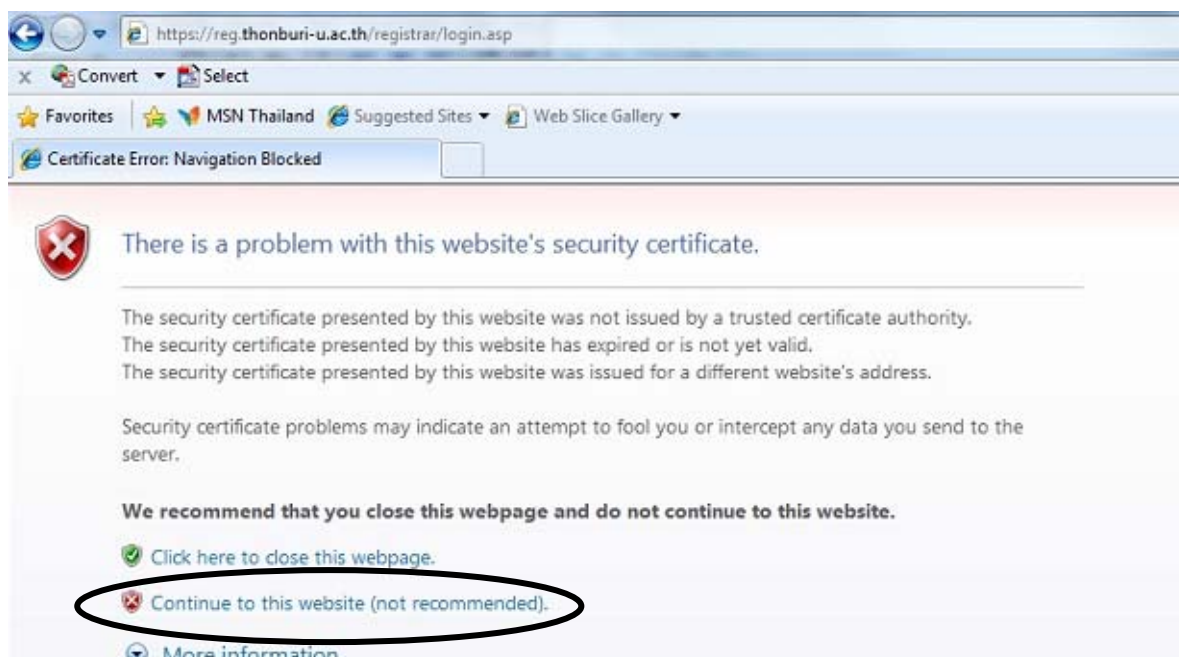 https://reg.thonburi-u.ac.th/registrar/login.asp
x Convert Select
Favorites MSN Thailand Suggested Sites Web Slice Gallery
Certificate Error: Navigation Blocked
There is a problem with this website's security certificate.
The security certificate presented by this website was not issued by a trusted certificate authority.
The security certificate presented by this website has expired or is not yet valid.
The security certificate presented by this website was issued for a different website's address.
Security certificate problems may indicate an attempt to fool you or intercept any data you send to the
server.
We recommend that you close this webpage and do not continue to this website.
Click here to close this webpage.
Continue to this website (not recommended).
More information